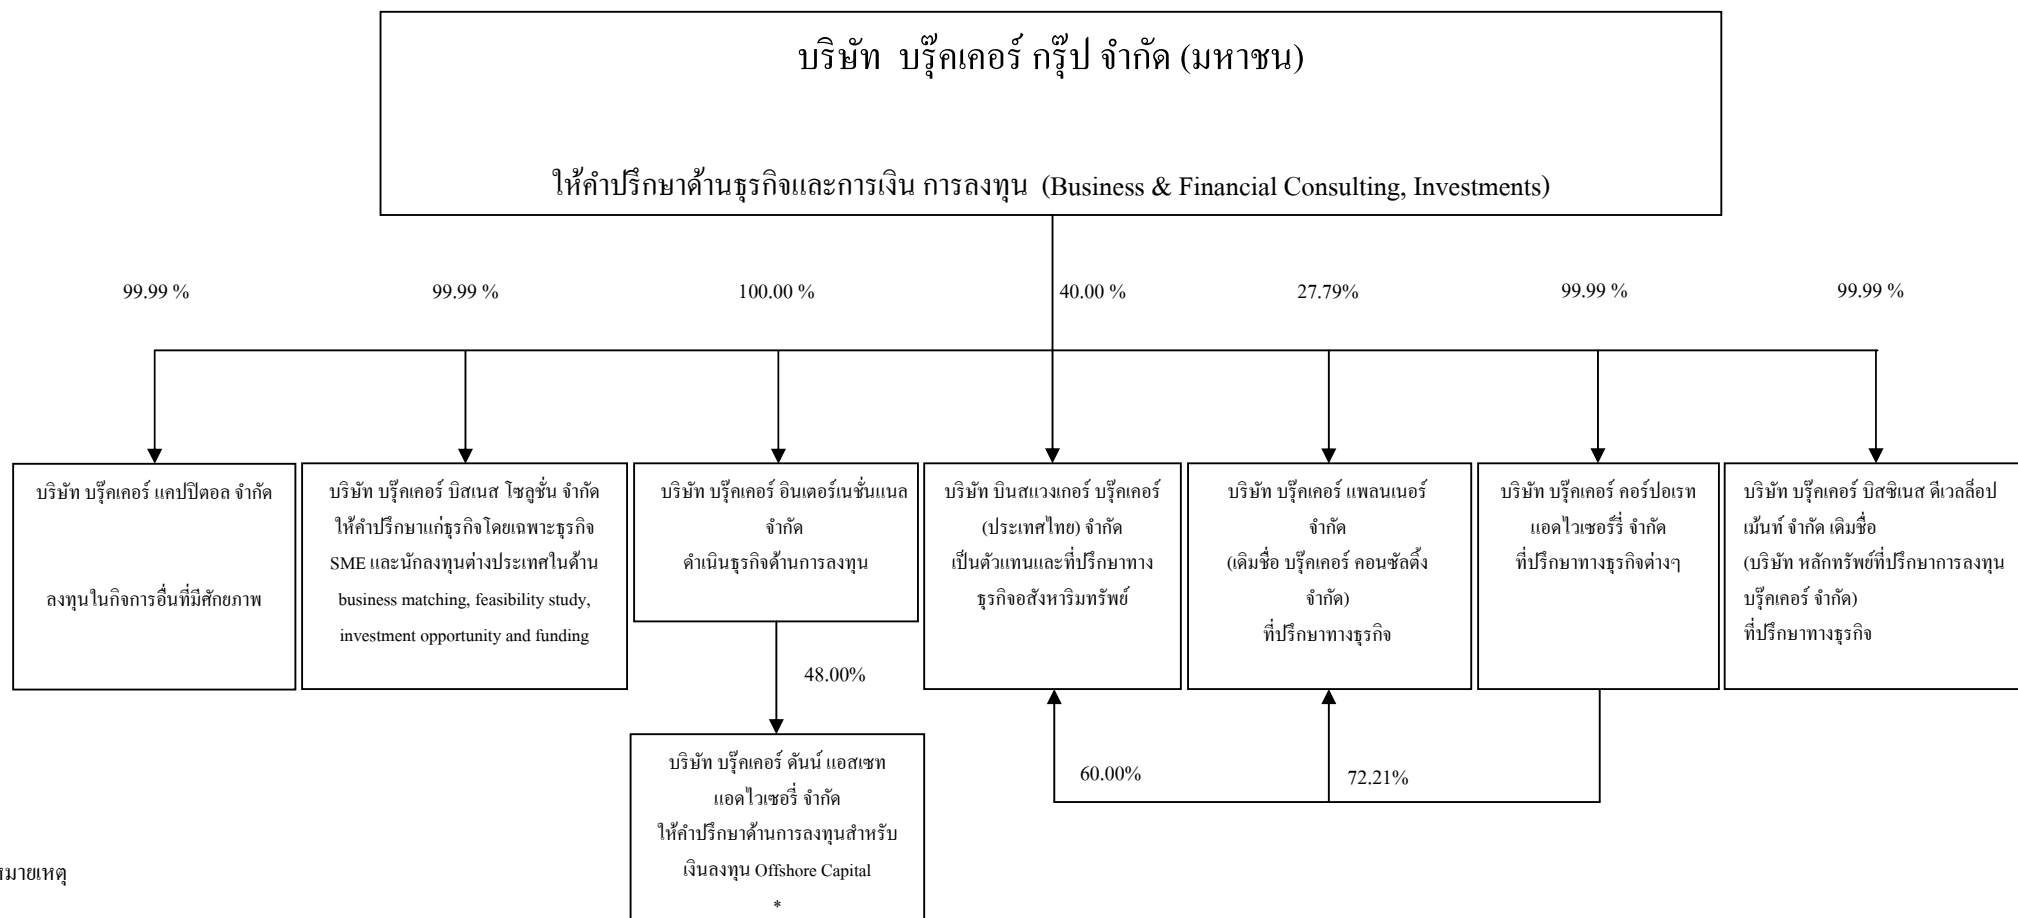 บริษัท บรุ๊คเคอร์ กรุ๊ป จำกัด (มหาชน)
ให้คำปรึกษาด้านธุรกิจและการเงิน การลงทุน (Business & Financial Consulting, Investments)
99.99 %
99.99 %
100.00 %
40.00 %
27.79%
99.99 %
99.99 %
บริษัท บรุ๊คเคอร์ แคปปิตอล จำกัด
ลงทุนในกิจการอื่นที่มีศักยภาพ
บริษัท บรุ๊คเคอร์ บิสเนส โซลูชั่น จำกัด
ให้คำปรึกษาแก่ธุรกิจโดยเฉพาะธุรกิจ
SME และนักลงทุนต่างประเทศในด้าน
business matching, feasibility study,
investment opportunity and funding
บริษัท บรุ๊คเคอร์ อินเตอร์เนชั่นแนล
จำกัด
ดำเนินธุรกิจด้านการลงทุน
บริษัท บินสแวงเกอร์ บรุ๊คเคอร์
(ประเทศไทย) จำกัด
เป็นตัวแทนและที่ปรึกษาทาง
ธุรกิจอสังหาริมทรัพย์
บริษัท บรุ๊คเคอร์ แพลนเนอร์
จำกัด
(เดิมชื่อ บรุ๊คเคอร์ คอนซัลติ้ง
จำกัด)
ที่ปรึกษาทางธุรกิจ
บริษัท บรุ๊คเคอร์ คอร์ปอเรท
แอดไวเซอร์รี่ จำกัด
ที่ปรึกษาทางธุรกิจต่างๆ
บริษัท บรุ๊คเคอร์ บิสซิเนส ดีเวลล็อป
เม้นท์ จำกัด เดิมชื่อ
(บริษัท หลักทรัพย์ที่ปรึกษาการลงทุน
บรุ๊คเคอร์ จำกัด)
ที่ปรึกษาทางธุรกิจ
48.00%
60.00%
72.21%
บริษัท บรุ๊คเคอร์ ดันน์ แอสเซท
แอดไวเซอรี่ จำกัด
ให้คำปรึกษาด้านการลงทุนสำหรับ
เงินลงทุน Offshore Capital
*
หมายเหตุ